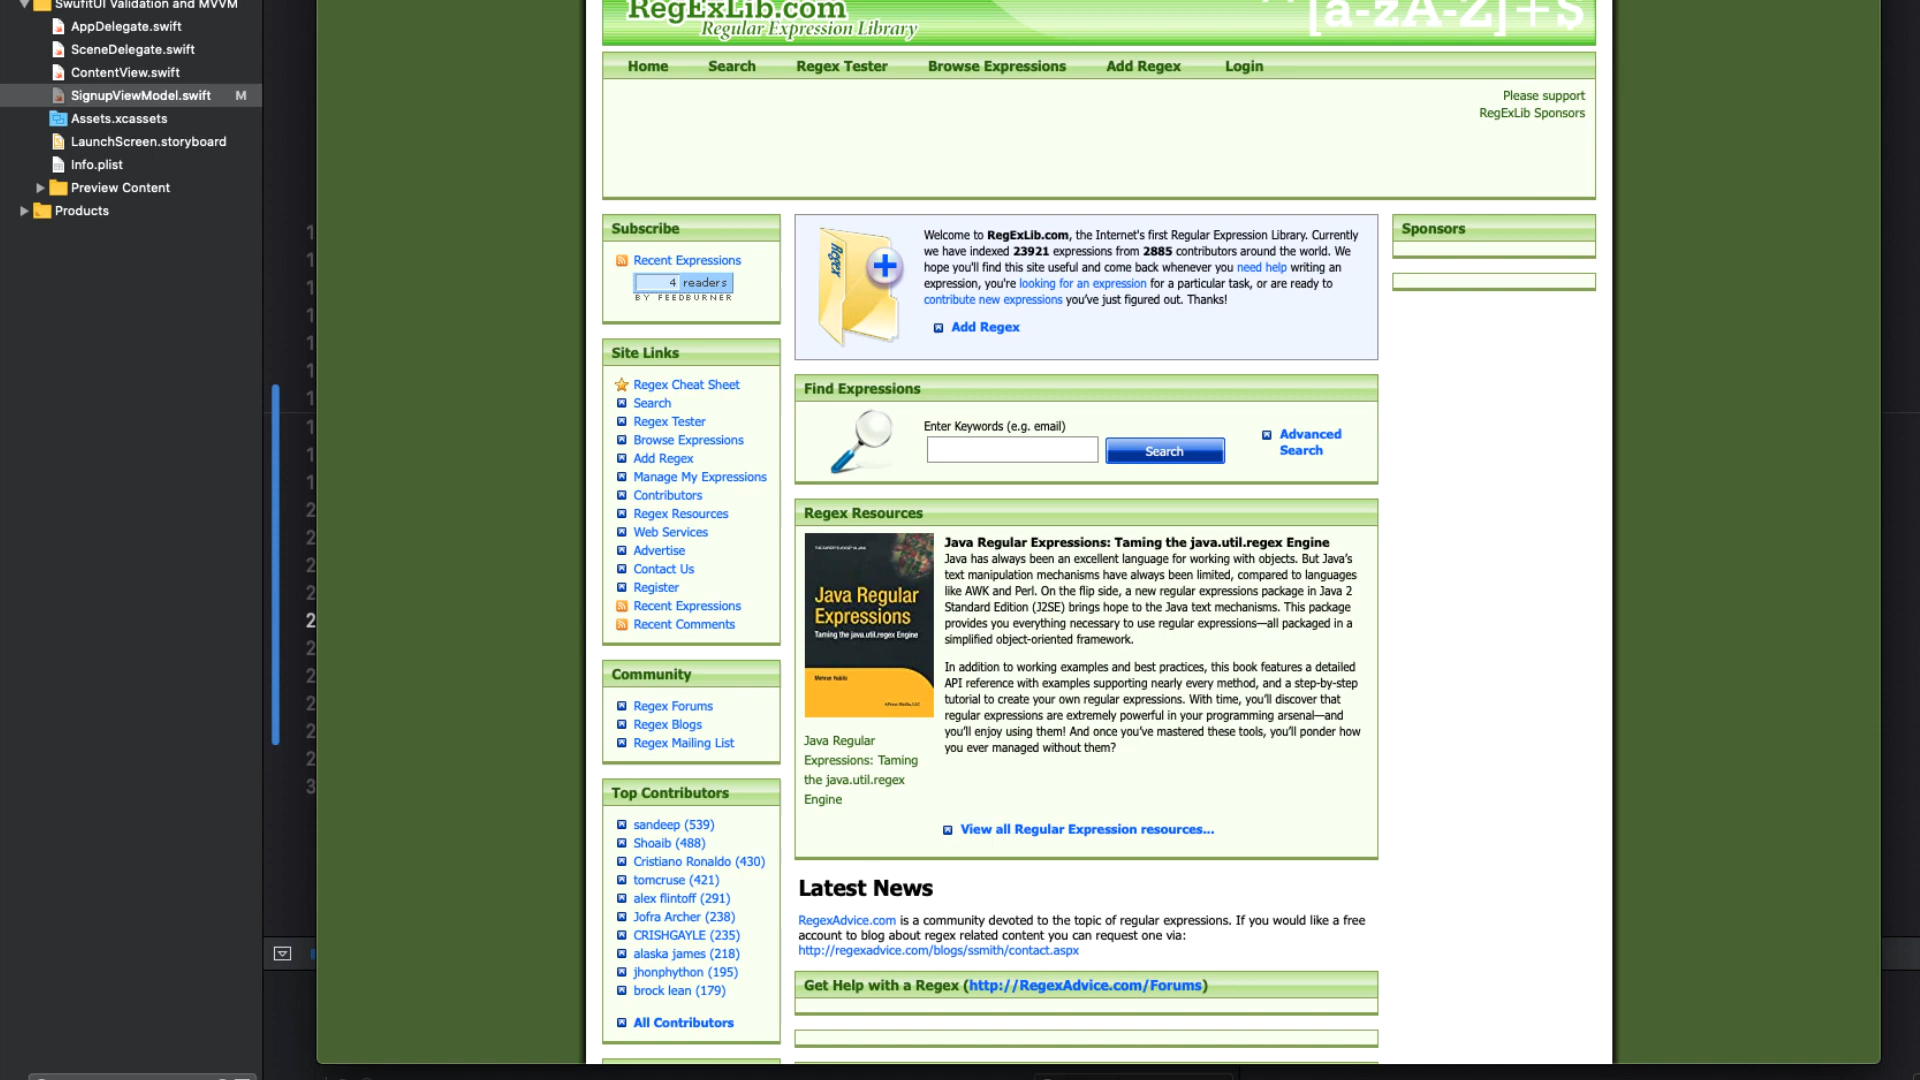 SwufitUI Validation and MVVM
AppDelegate.swift
SceneDelegate.swift
ContentView.swift
SignupViewModel.swift M
Assets.xcassets
LaunchScreen.storyboard
Info.plist
Preview Content
Products
RegExLib.com
Regular Expression Library
[a-zA-Z]+$
Home Search Regex Tester Browse Expressions Add Regex Login
Please support
RegExLib Sponsors
Subscribe
Recent Expressions
4 readers
BY FEEDBURNER
Site Links
Regex Cheat Sheet
Search
Regex Tester
Browse Expressions
Add Regex
Manage My Expressions
Contributors
Regex Resources
Web Services
Advertise
Contact Us
Register
Recent Expressions
Recent Comments
Community
Regex Forums
Regex Blogs
Regex Mailing List
Top Contributors
sandeep (539)
Shoaib (488)
Cristiano Ronaldo (430)
tomcruse (421)
alex flintoff (291)
Jofra Archer (238)
CRISHGAYLE (235)
alaska james (218)
jhonphython (195)
brock lean (179)
All Contributors
Regex
Welcome to RegExLib.com, the Internet's first Regular Expression Library. Currently
we have indexed 23921 expressions from 2885 contributors around the world. We
hope you'll find this site useful and come back whenever you need help writing an
expression, you're looking for an expression for a particular task, or are ready to
contribute new expressions you've just figured out. Thanks!
Add Regex
Find Expressions
Enter Keywords (e.g. email)
Search
Advanced
Search
Regex Resources
Java Regular
Expressions
Taming the java.util.regex Engine
Java Regular
Expressions: Taming
the java.util.regex
Engine
Java Regular Expressions: Taming the java.util.regex Engine
Java has always been an excellent language for working with objects. But Java's
text manipulation mechanisms have always been limited, compared to languages
like AWK and Perl. On the flip side, a new regular expressions package in Java 2
Standard Edition (J2SE) brings hope to the Java text mechanisms. This package
provides you everything necessary to use regular expressions—all packaged in a
simplified object-oriented framework.
In addition to working examples and best practices, this book features a detailed
API reference with examples supporting nearly every method, and a step-by-step
tutorial to create your own regular expressions. With time, you'll discover that
regular expressions are extremely powerful in your programming arsenal—and
you'll enjoy using them! And once you've mastered these tools, you'll ponder how
you ever managed without them?
View all Regular Expression resources...
Latest News
RegexAdvice.com is a community devoted to the topic of regular expressions. If you would like a free
account to blog about regex related content you can request one via:
http://regexadvice.com/blogs/ssmith/contact.aspx
Get Help with a Regex (http://RegexAdvice.com/Forums)
Sponsors